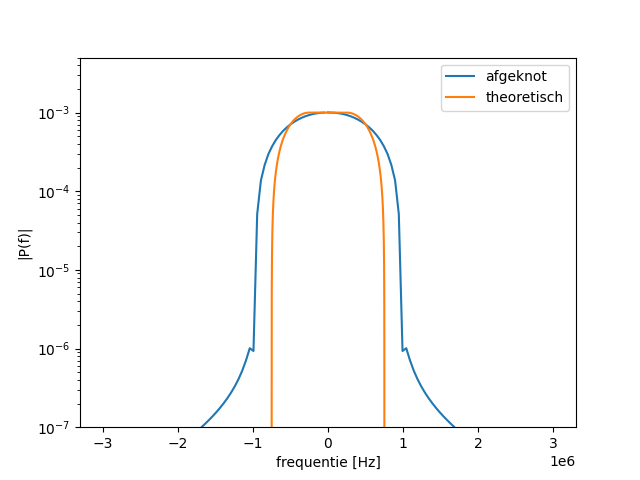 afgeknot
theoretisch
|P(f)|
10⁻³
10⁻⁴
10⁻⁵
10⁻⁶
10⁻⁷
−3 −2 −1 0 1 2 3
1e6
frequentie [Hz]